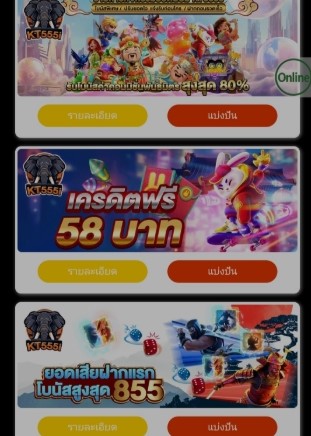 KT555i
สูงสุด 80%
Online
รายละเอียด
แบ่งปัน
KT555i
เครดิตฟรี
58 บาท
รายละเอียด
แบ่งปัน
KT555i
ยอดเสียฝากแรก
โบนัสสูงสุด 855
รายละเอียด
แบ่งปัน